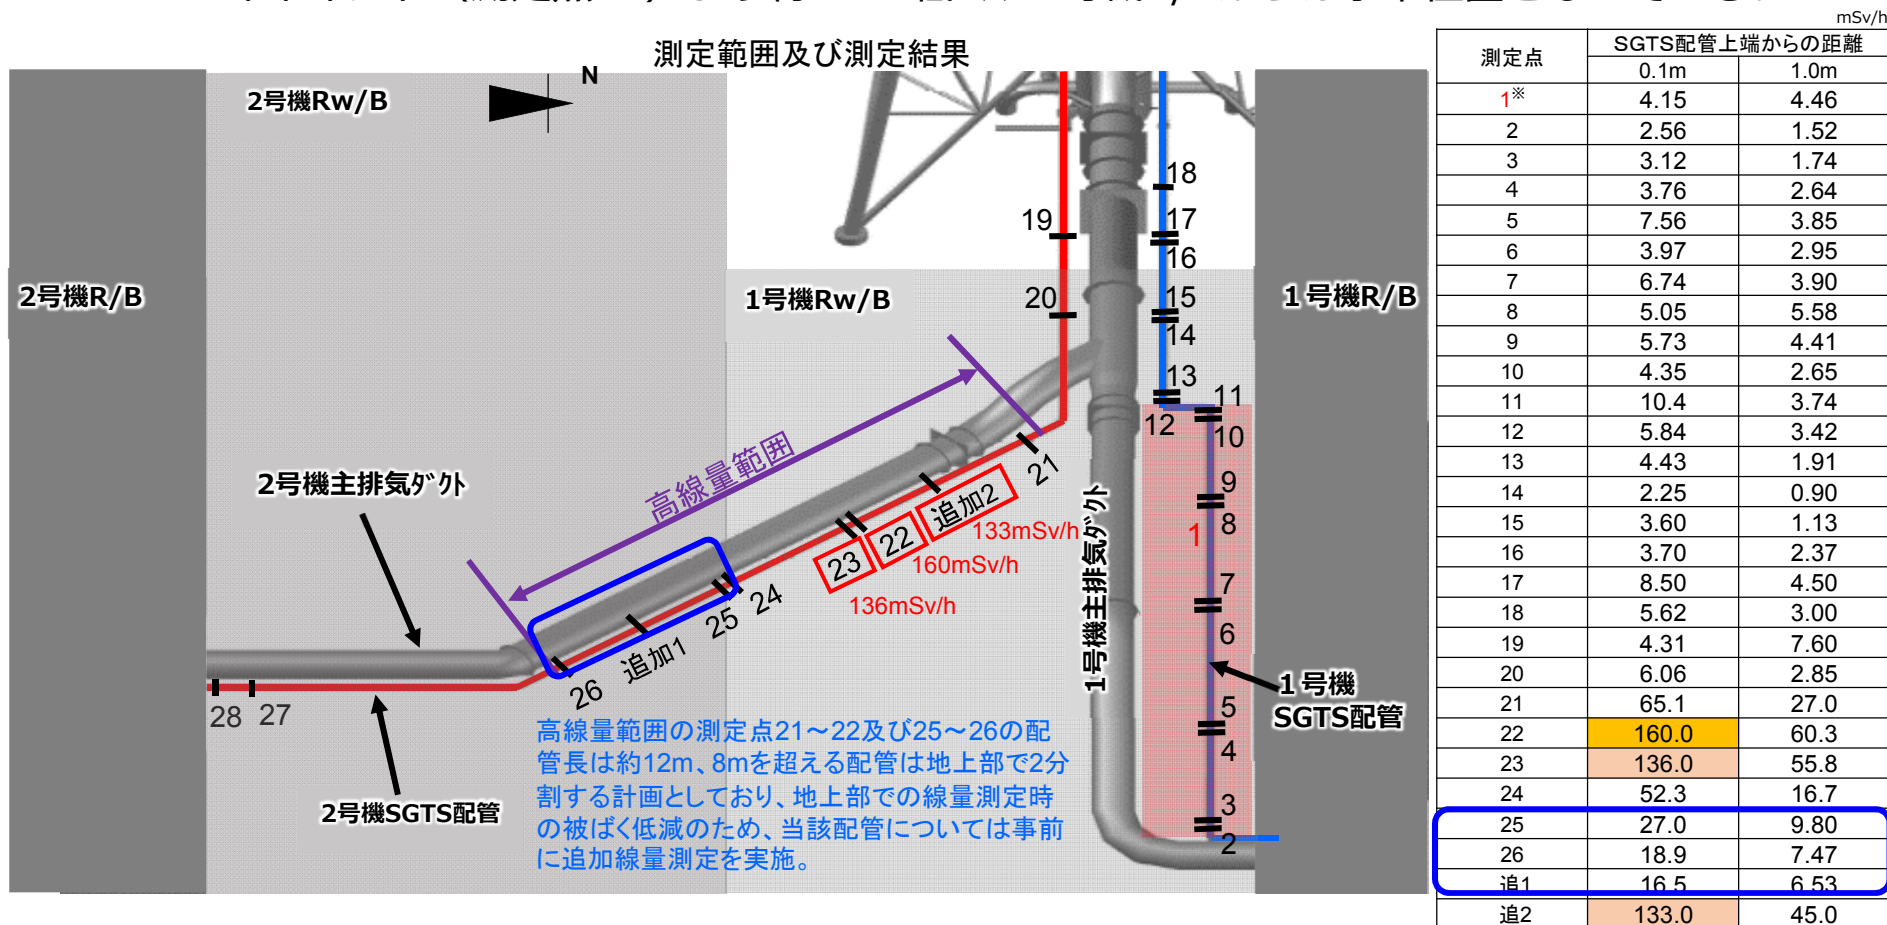 mSv/h
測定範囲及び測定結果
N
2号機Rw/B
2号機R/B
1号機Rw/B
1号機R/B
18
17
16
15
14
13
12
11
10
9
8
1
7
6
5
4
3
2
19
20
21
高線量範囲
追加2
133mSv/h
22
160mSv/h
23
136mSv/h
24
25
追加1
26
27
28
2号機主排気ﾀﾞｸﾄ
1号機主排気ﾀﾞｸﾄ
2号機SGTS配管
1号機
SGTS配管
高線量範囲の測定点21～22及び25～26の配
管長は約12m、8mを超える配管は地上部で2分
割する計画としており、地上部での線量測定時
の被ばく低減のため、当該配管については事前
に追加線量測定を実施。
測定点 SGTS配管上端からの距離
0.1m 1.0m
1※ 4.15 4.46
2 2.56 1.52
3 3.12 1.74
4 3.76 2.64
5 7.56 3.85
6 3.97 2.95
7 6.74 3.90
8 5.05 5.58
9 5.73 4.41
10 4.35 2.65
11 10.4 3.74
12 5.84 3.42
13 4.43 1.91
14 2.25 0.90
15 3.60 1.13
16 3.70 2.37
17 8.50 4.50
18 5.62 3.00
19 4.31 7.60
20 6.06 2.85
21 65.1 27.0
22 160.0 60.3
23 136.0 55.8
24 52.3 16.7
25 27.0 9.80
26 18.9 7.47
追1 16.5 6.53
追2 133.0 45.0